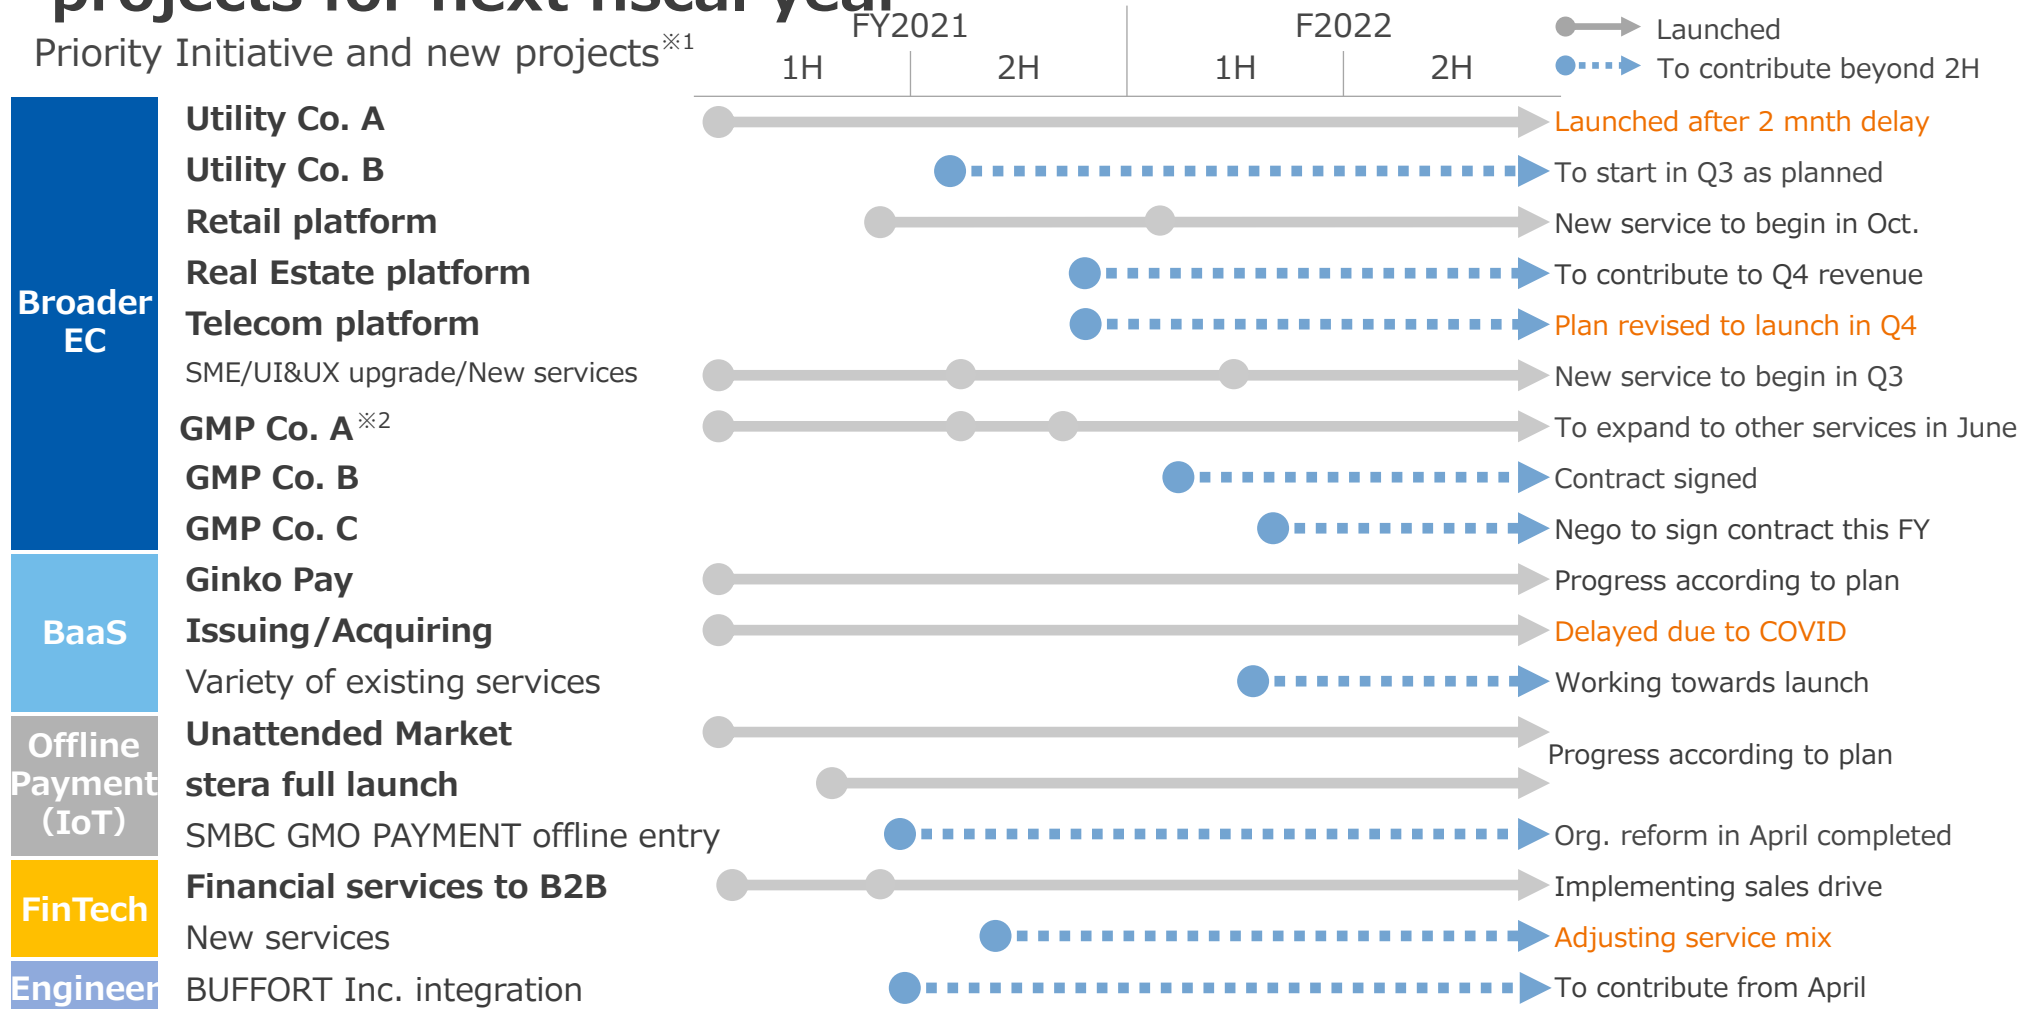 projects for next fiscal year
Priority Initiative and new projects※1
FY2021
F2022
1H
2H
1H
2H
Launched
To contribute beyond 2H
Broader
EC
Utility Co. A
Launched after 2 mnth delay
Utility Co. B
To start in Q3 as planned
Retail platform
New service to begin in Oct.
Real Estate platform
To contribute to Q4 revenue
Telecom platform
Plan revised to launch in Q4
SME/UI&UX upgrade/New services
New service to begin in Q3
GMP Co. A※2
To expand to other services in June
GMP Co. B
Contract signed
GMP Co. C
Nego to sign contract this FY
BaaS
Ginko Pay
Progress according to plan
Issuing/Acquiring
Delayed due to COVID
Variety of existing services
Working towards launch
Offline
Payment
(IoT)
Unattended Market
stera full launch
Progress according to plan
SMBC GMO PAYMENT offline entry
Org. reform in April completed
FinTech
Financial services to B2B
Implementing sales drive
New services
Adjusting service mix
Engineer
BUFFORT Inc. integration
To contribute from April